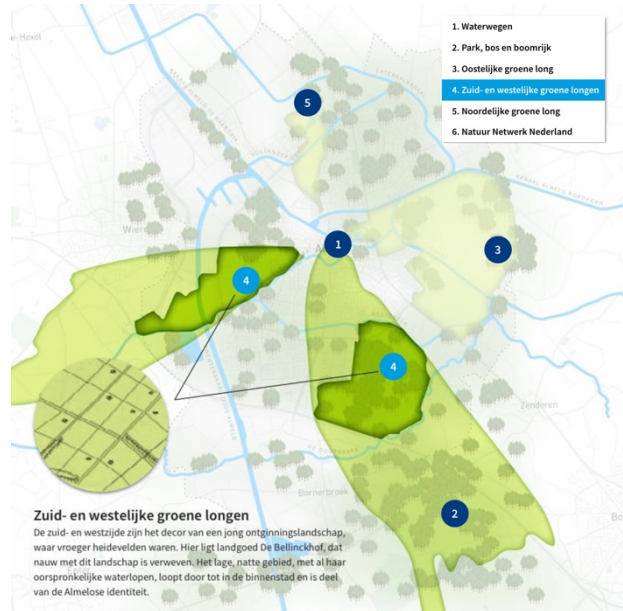 1. Waterwegen
2. Park, bos en boomrijk
3. Oostelijke groene long
4. Zuid- en westelijke groene longen
5. Noordelijke groene long
6. Natuur Netwerk Nederland
5
1
3
4
4
Zenderen
Bornerbroek
2
Zuid- en westelijke groene longen
De zuid- en westzijde zijn het decor van een jong ontginningslandschap,
waar vroeger heidevelden waren. Hier ligt landgoed De Bellinckhof, dat
nauw met dit landschap is verweven. Het lage, natte gebied, met al haar
oorspronkelijke waterlopen, loopt door tot in de binnenstad en is deel
van de Almelose identiteit.